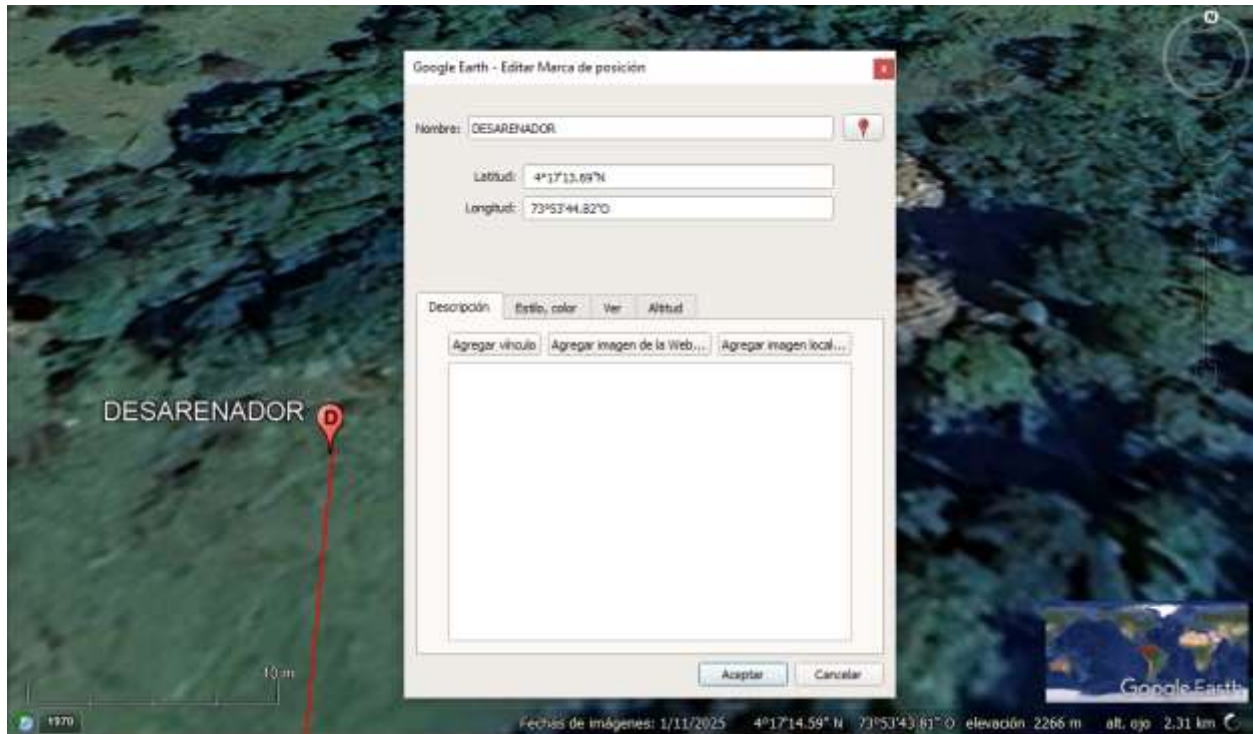 N
Google Earth - Editar Marca de posición
x
Nombre: DESARENADOR
Latitud: 4°17'13.69"N
Longitud: 73°53'44.82"O
Descripción Estilo, color Ver Altitud
Agregar vínculo Agregar imagen de la Web... Agregar imagen local...
DESARENADOR D
Aceptar Cancelar
10 m
Google Earth
1970
Fechas de imágenes: 1/11/2025 4°17'14.59" N 73°53'43.81" O elevación 2266 m alt. ojo 2.31 km